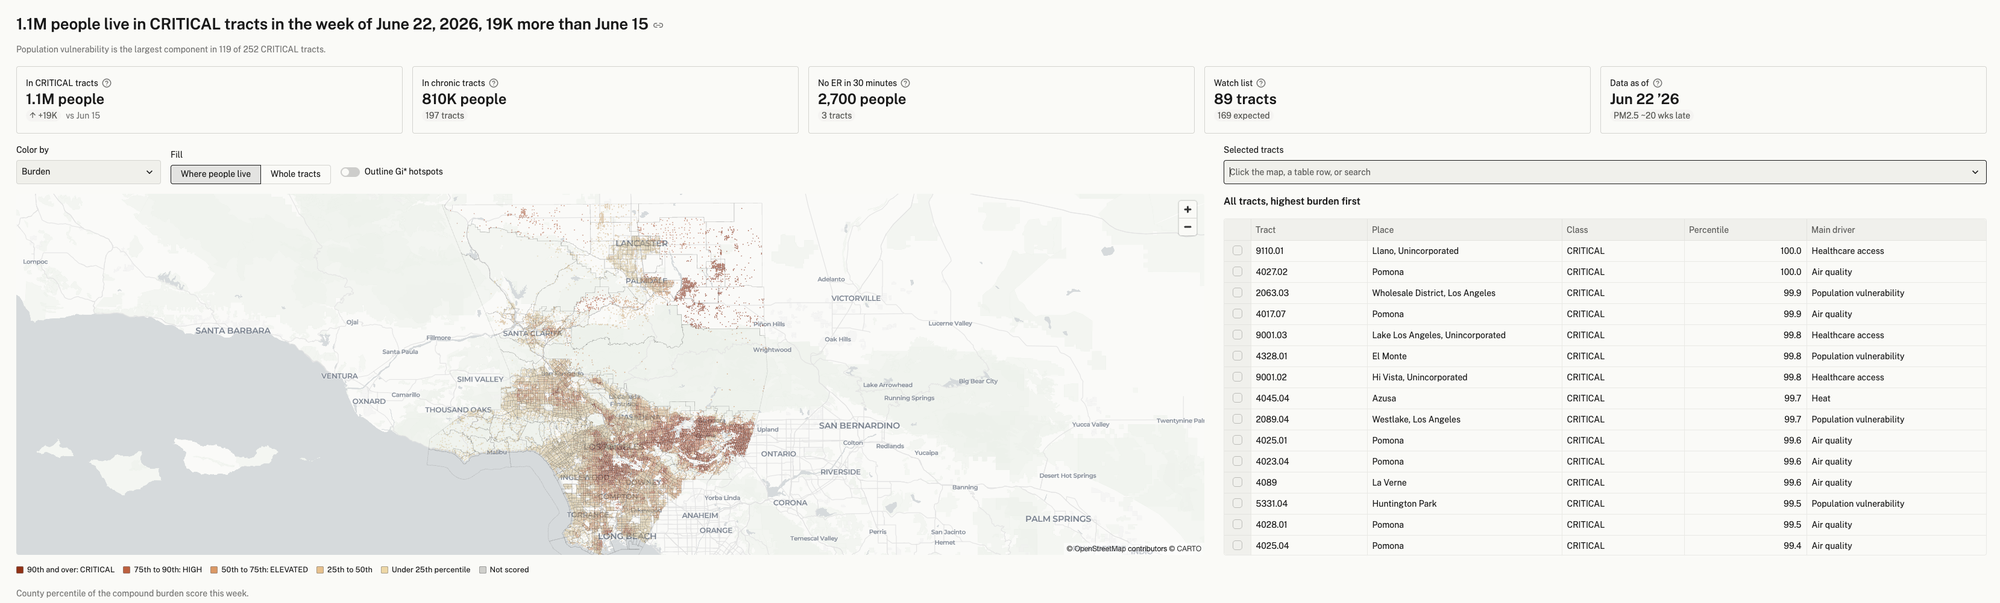 1.1M people live in CRITICAL tracts in the week of June 22, 2026, 19K more than June 15
Population vulnerability is the largest component in 119 of 252 CRITICAL tracts.
In CRITICAL tracts
1.1M people
↑ +19K vs Jun 15
In chronic tracts
810K people
197 tracts
No ER in 30 minutes
2,700 people
3 tracts
Watch list
89 tracts
169 expected
Data as of
Jun 22 ’26
PM2.5 ~20 wks late
Color by
Burden
Fill
Where people live
Whole tracts
Outline Gi* hotspots
Selected tracts
Click the map, a table row, or search
All tracts, highest burden first
Tract Place Class Percentile Main driver
9110.01 Llano, Unincorporated CRITICAL 100.0 Healthcare access
4027.02 Pomona CRITICAL 100.0 Air quality
2063.03 Wholesale District, Los Angeles CRITICAL 99.9 Population vulnerability
4017.07 Pomona CRITICAL 99.9 Air quality
9001.03 Lake Los Angeles, Unincorporated CRITICAL 99.8 Healthcare access
4328.01 El Monte CRITICAL 99.8 Population vulnerability
9001.02 Hi Vista, Unincorporated CRITICAL 99.8 Healthcare access
4045.04 Azusa CRITICAL 99.7 Heat
2089.04 Westlake, Los Angeles CRITICAL 99.7 Population vulnerability
4025.01 Pomona CRITICAL 99.6 Air quality
4023.04 Pomona CRITICAL 99.6 Air quality
4089 La Verne CRITICAL 99.6 Air quality
5331.04 Huntington Park CRITICAL 99.5 Population vulnerability
4028.01 Pomona CRITICAL 99.5 Air quality
4025.04 Pomona CRITICAL 99.4 Air quality
+
−
LANCASTER
Lompoc
PALMDALE
Adelanto
VICTORVILLE
Ojai
SANTA BARBARA
Piñon Hills
Lucerne Valley
SANTA CLARITA
Fillmore
Oak Hills
Santa Paula
Wrightwood
VENTURA
SIMI VALLEY
Lake Arrowhead
Big Bear City
Camarillo
Running Springs
OXNARD
THOUSAND OAKS
PASADENA
Twentynine Pal
SAN BERNARDINO
Yucca Valley
Upland
Colton
Redlands
Malibu
ONTARIO
Yucaipa
RIVERSIDE
Desert Hot Springs
INGLEWOOD
DOWNEY
Banning
COMPTON
Yorba Linda
CORONA
TORRANCE
ANAHEIM
PALM SPRINGS
ORANGE
Perris
San Jacinto
LONG BEACH
Temescal Valley
Hemet
© OpenStreetMap contributors © CARTO
90th and over: CRITICAL
75th to 90th: HIGH
50th to 75th: ELEVATED
25th to 50th
Under 25th percentile
Not scored
County percentile of the compound burden score this week.